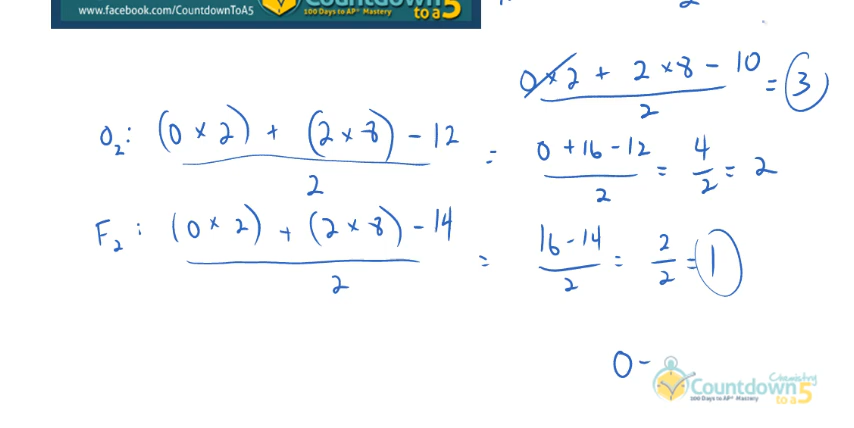 www.facebook.com/CountdownToA5
Countdown
100 Days to AP* Mastery
to a 5
2
0×2 + 2×8 - 10 / 2 = 3
O₂: (0 × 2) + (2 × 8) - 12 / 2 = 0 + 16 - 12 / 2 = 4/2 = 2
F₂: (0 × 2) + (2 × 8) - 14 / 2 = 16 - 14 / 2 = 2/2 = 1
0 -
Chemistry
Countdown
100 Days to AP* Mastery
to a 5